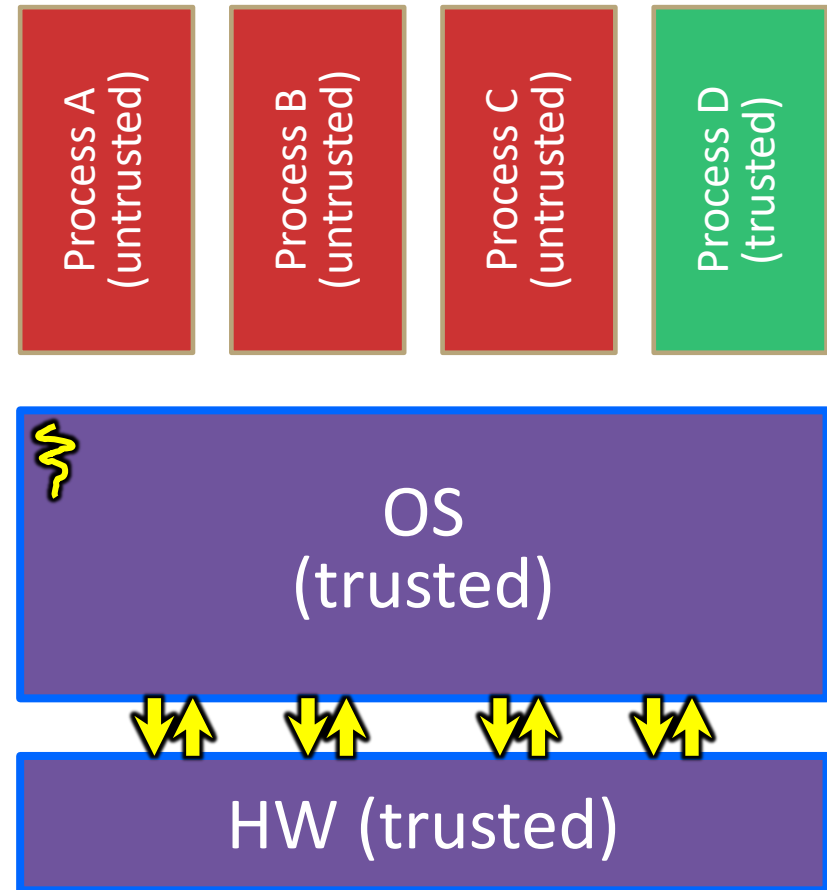 Process A
(untrusted)
Process B
(untrusted)
Process C
(untrusted)
Process D
(trusted)
OS
(trusted)
HW (trusted)